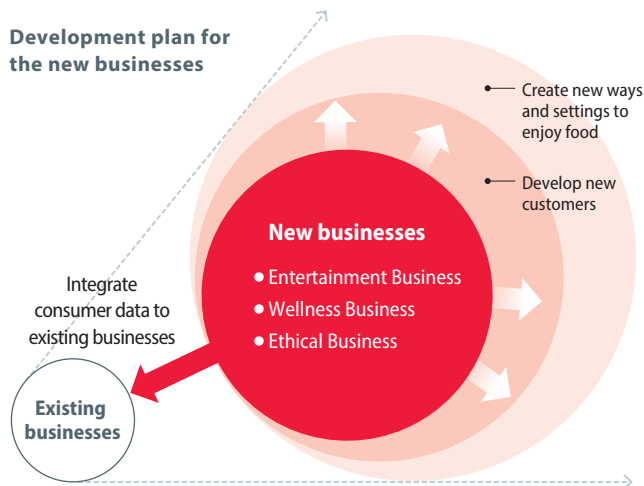 Development plan for
the new businesses
Create new ways
and settings to
enjoy food
Develop new
customers
New businesses
Entertainment Business
Wellness Business
Ethical Business
Integrate
consumer data to
existing businesses
Existing
businesses